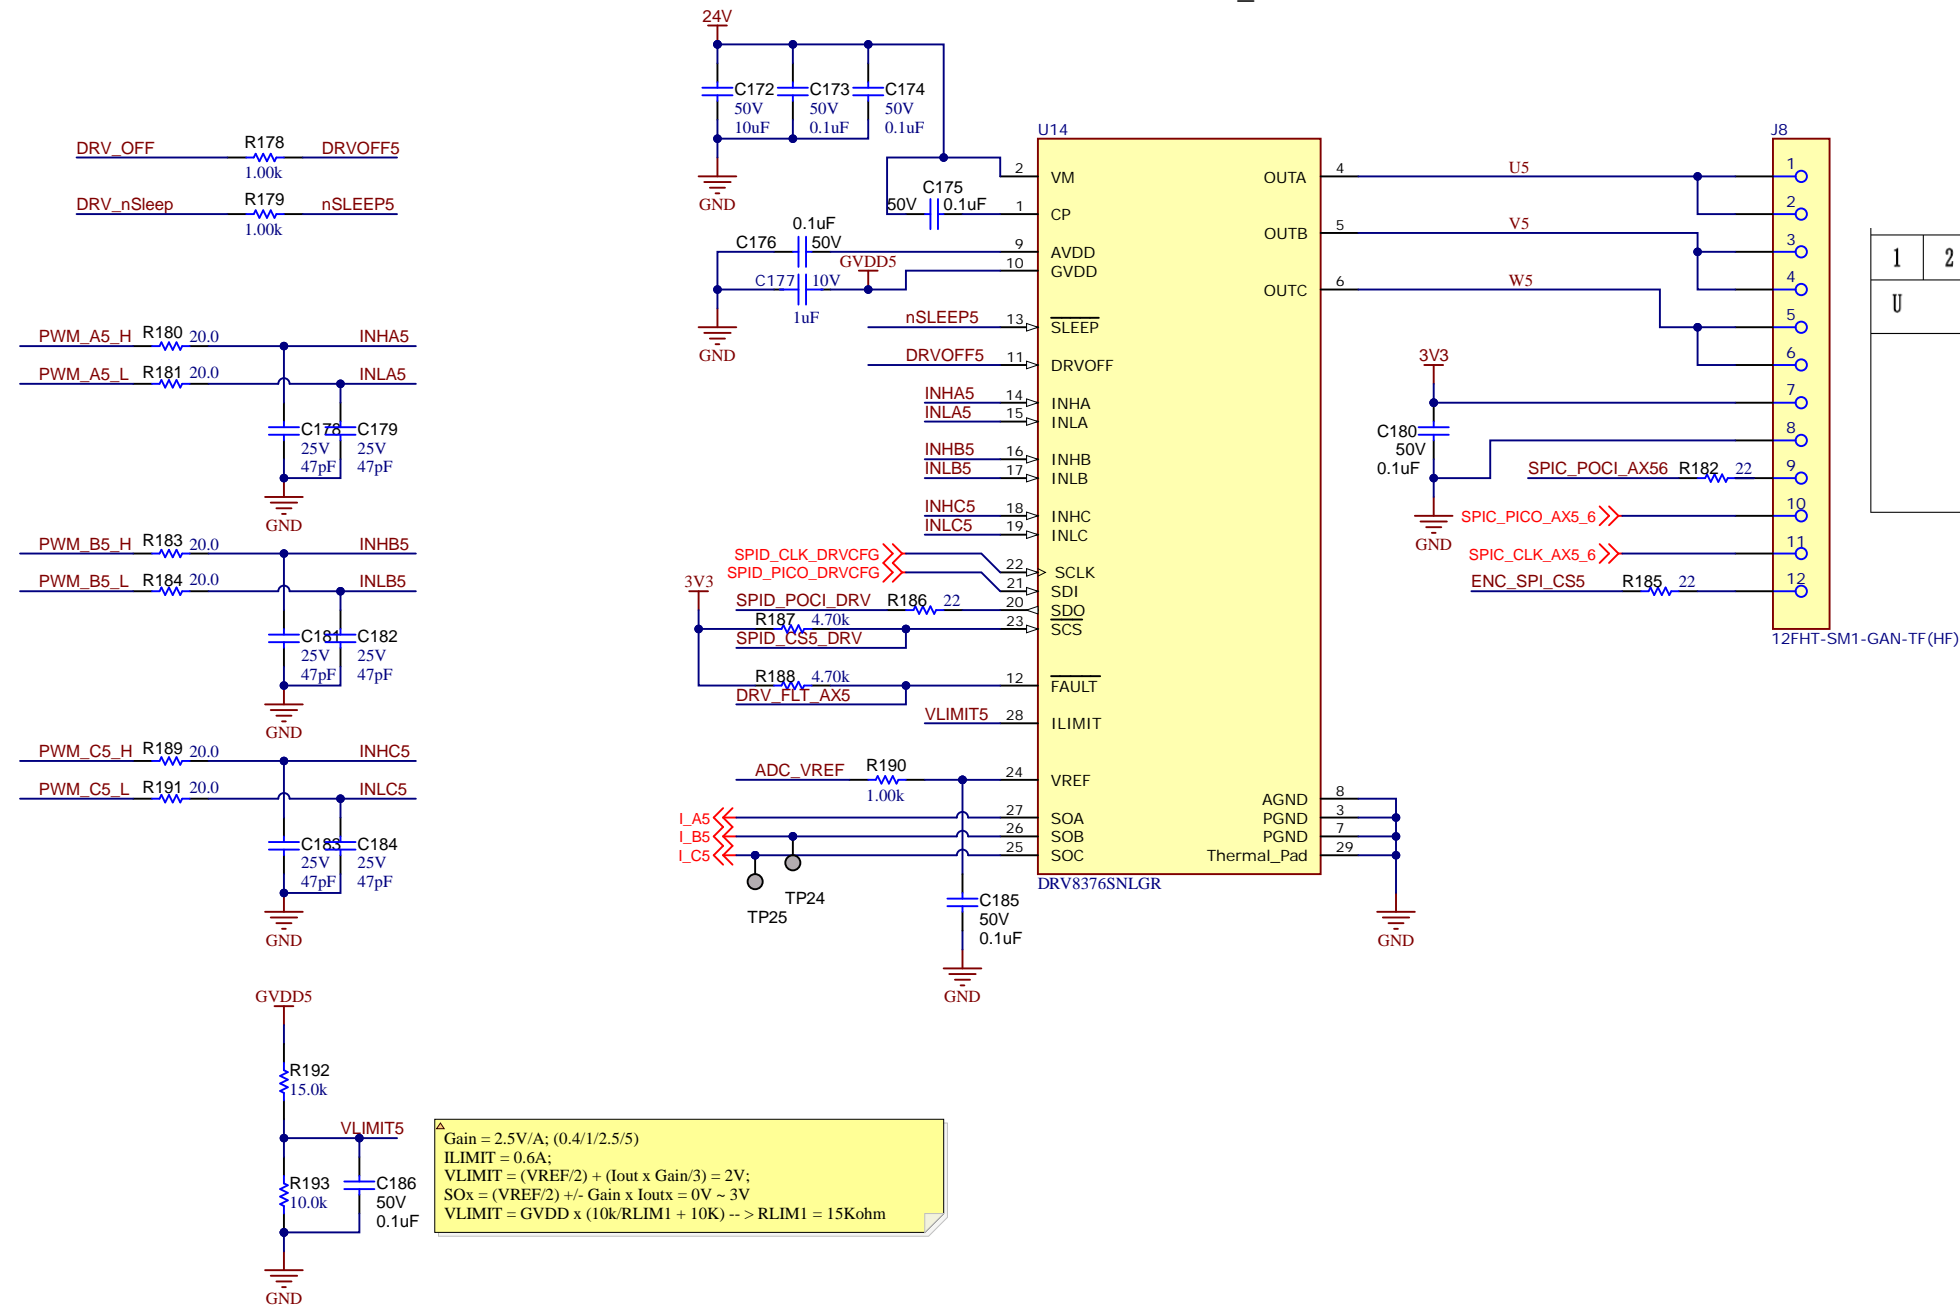 24V
C172
50V
10uF
C173
50V
0.1uF
C174
50V
0.1uF
GND
DRV_OFF
R178
1.00k
DRVOFF5
DRV_nSleep
R179
1.00k
nSLEEP5
PWM_A5_H
R180
20.0
INHA5
PWM_A5_L
R181
20.0
INLA5
C178
25V
47pF
C179
25V
47pF
GND
PWM_B5_H
R183
20.0
INHB5
PWM_B5_L
R184
20.0
INLB5
C181
25V
47pF
C182
25V
47pF
GND
PWM_C5_H
R189
20.0
INHC5
PWM_C5_L
R191
20.0
INLC5
C183
25V
47pF
C184
25V
47pF
GND
GVDD5
R192
15.0k
VLIMIT5
R193
10.0k
C186
50V
0.1uF
GND
Gain = 2.5V/A; (0.4/1/2.5/5)
ILIMIT = 0.6A;
VLIMIT = (VREF/2) + (Iout x Gain/3) = 2V;
SOx = (VREF/2) +/- Gain x Ioutx = 0V ~ 3V
VLIMIT = GVDD x (10k/RLIM1 + 10K) -- > RLIM1 = 15Kohm
C175
50V
0.1uF
0.1uF
C176
50V
GVDD5
C177
10V
1uF
GND
nSLEEP5
DRVOFF5
INHA5
INLA5
INHB5
INLB5
INHC5
INLC5
SPID_CLK_DRVCFG
SPID_PICO_DRVCFG
3V3
SPID_POCI_DRV
R186
22
R187
4.70k
SPID_CS5_DRV
R188
4.70k
DRV_FLT_AX5
VLIMIT5
ADC_VREF
R190
1.00k
I_A5
I_B5
I_C5
TP24
TP25
C185
50V
0.1uF
GND
U14
2 VM
1 CP
9 AVDD
10 GVDD
13 SLEEP
11 DRVOFF
14 INHA
15 INLA
16 INHB
17 INLB
18 INHC
19 INLC
22 SCLK
21 SDI
20 SDO
23 SCS
12 FAULT
28 ILIMIT
24 VREF
27 SOA
26 SOB
25 SOC
OUTA 4
OUTB 5
OUTC 6
AGND 8
PGND 3
PGND 7
Thermal_Pad 29
DRV8376SNLGR
GND
U5
V5
W5
3V3
C180
50V
0.1uF
GND
SPIC_POCI_AX56
R182
22
SPIC_PICO_AX5_6
SPIC_CLK_AX5_6
ENC_SPI_CS5
R185
22
J8
1
2
3
4
5
6
7
8
9
10
11
12
12FHT-SM1-GAN-TF(HF)
1 2
U